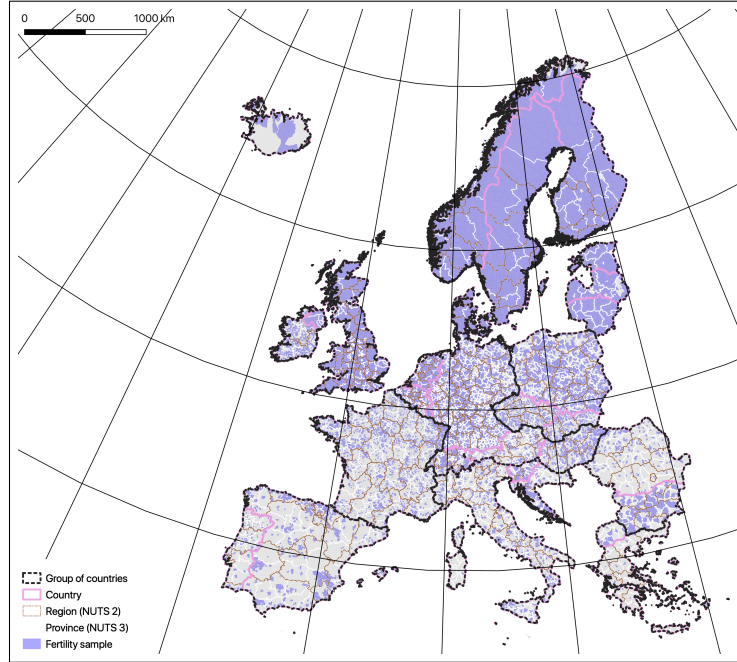 0 500 1000 km
Group of countries
Country
Region (NUTS 2)
Province (NUTS 3)
Fertility sample